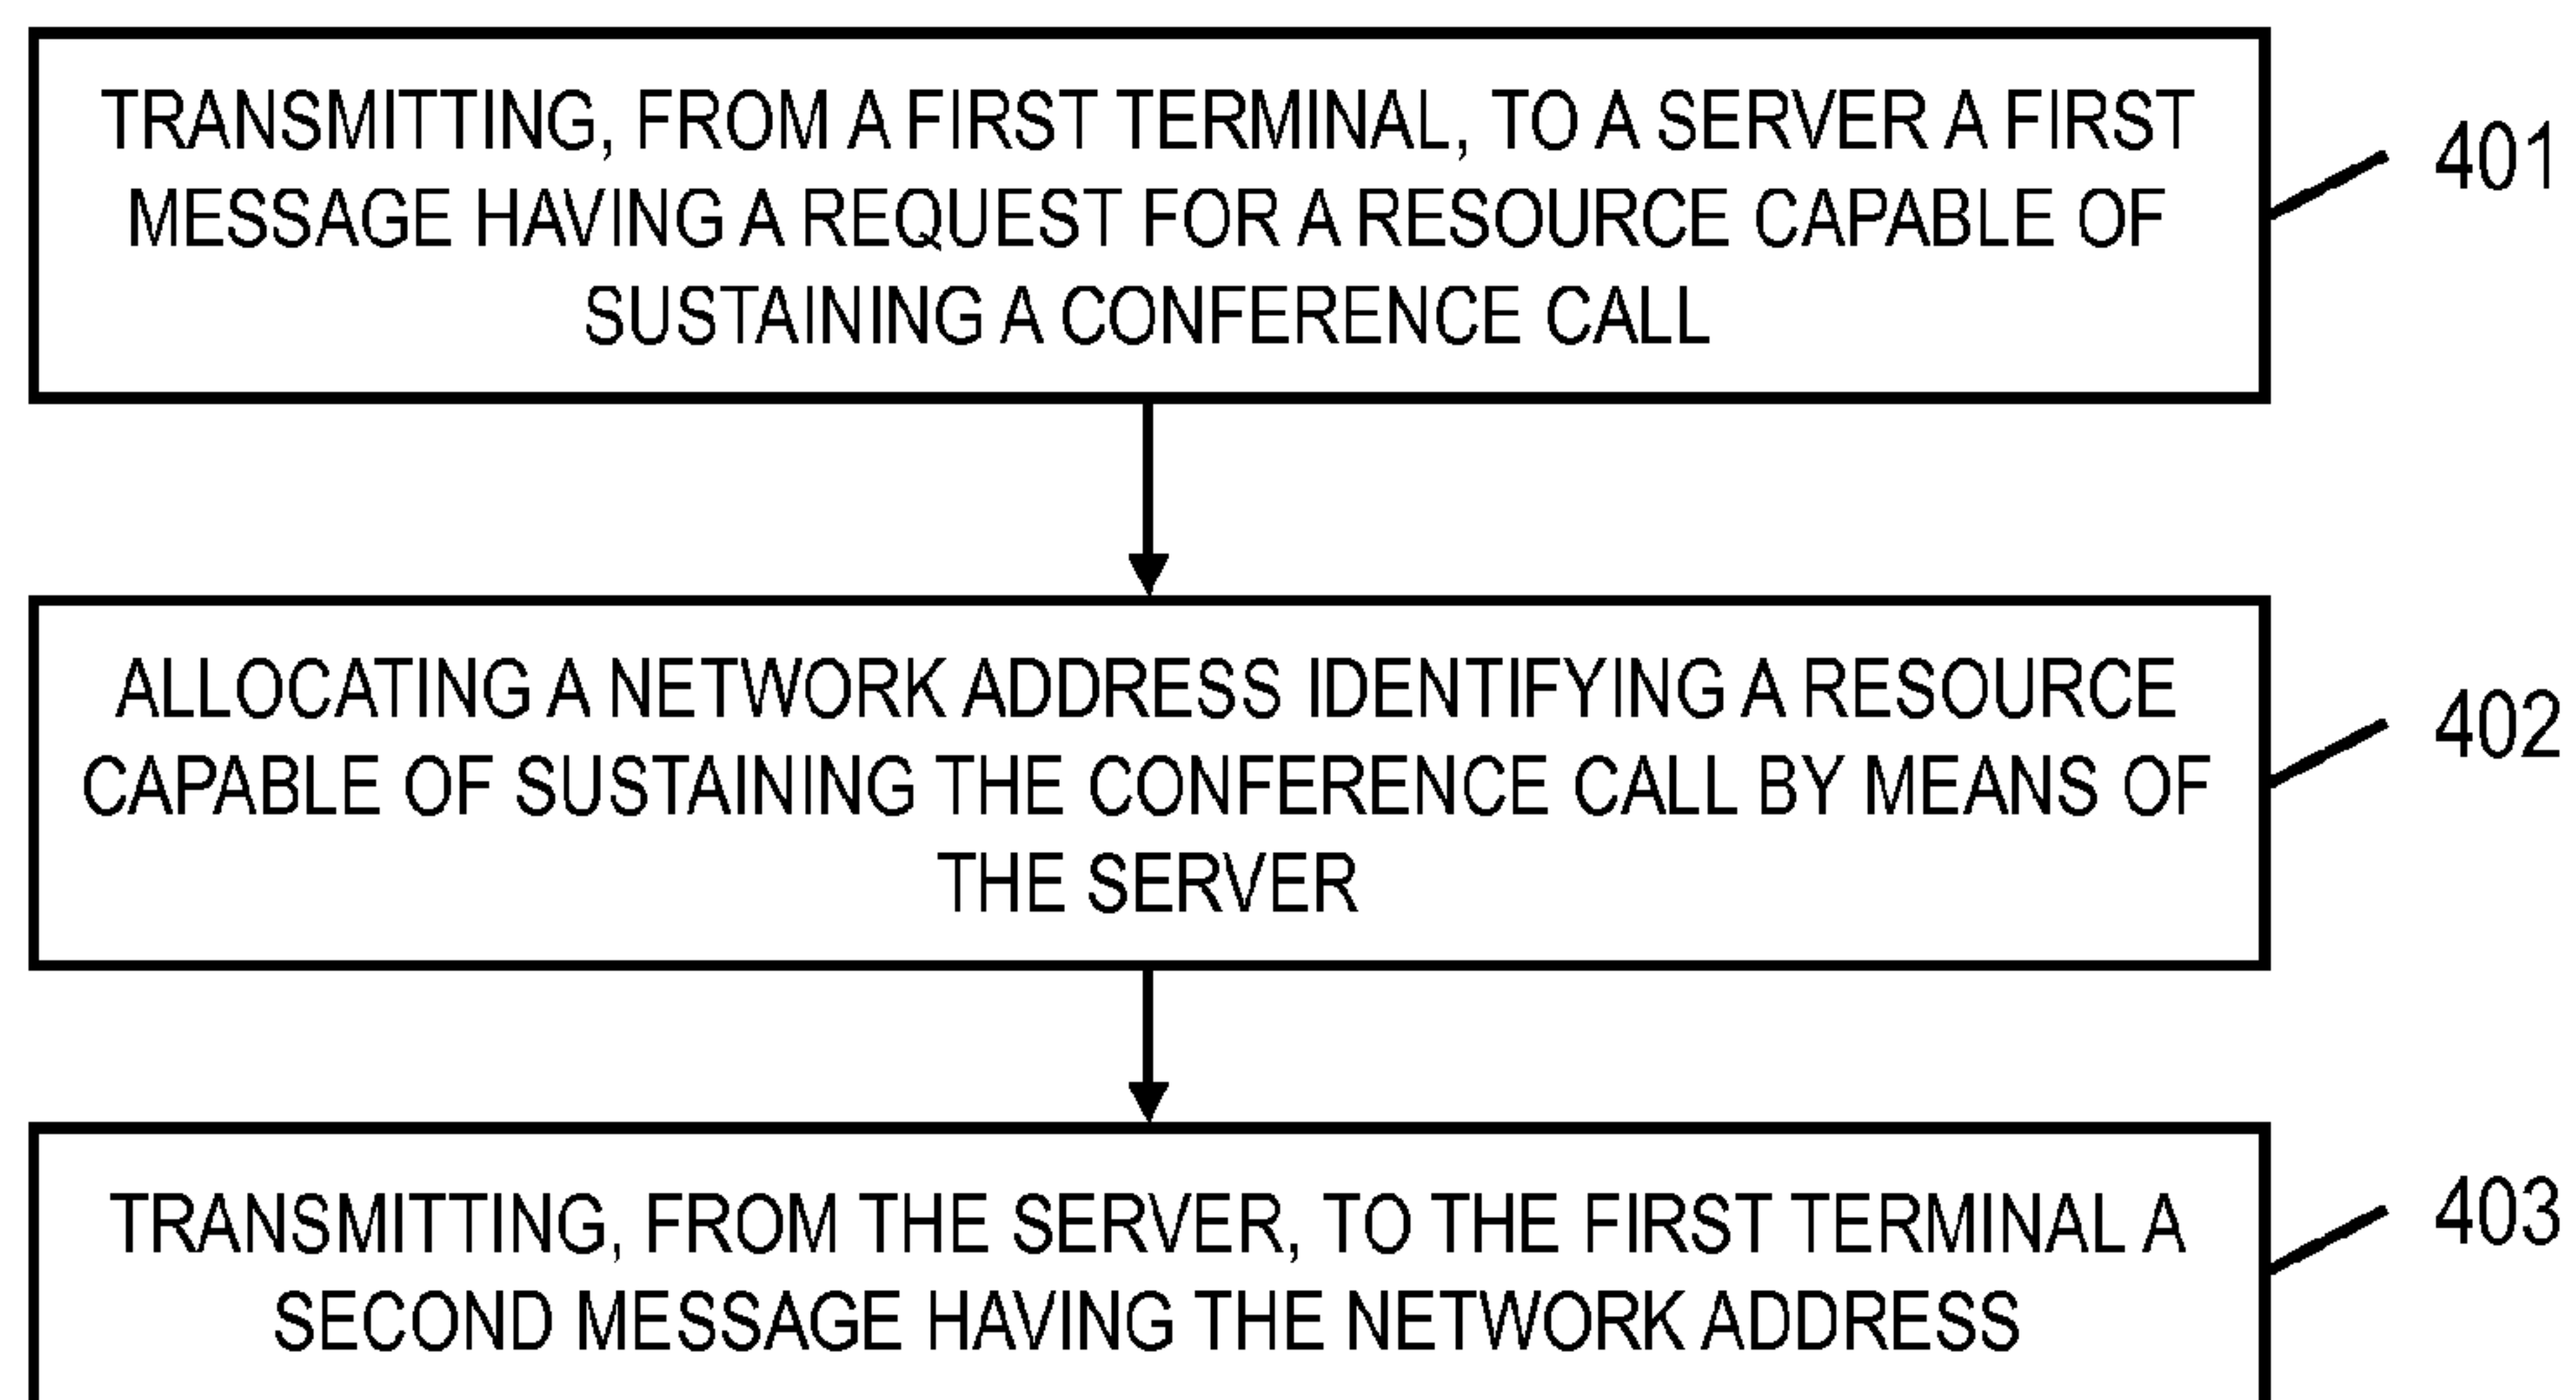 TRANSMITTING, FROM A FIRST TERMINAL, TO A SERVER A FIRST
MESSAGE HAVING A REQUEST FOR A RESOURCE CAPABLE OF
SUSTAINING A CONFERENCE CALL
401
ALLOCATING A NETWORK ADDRESS IDENTIFYING A RESOURCE
CAPABLE OF SUSTAINING THE CONFERENCE CALL BY MEANS OF
THE SERVER
402
TRANSMITTING, FROM THE SERVER, TO THE FIRST TERMINAL A
SECOND MESSAGE HAVING THE NETWORK ADDRESS
403